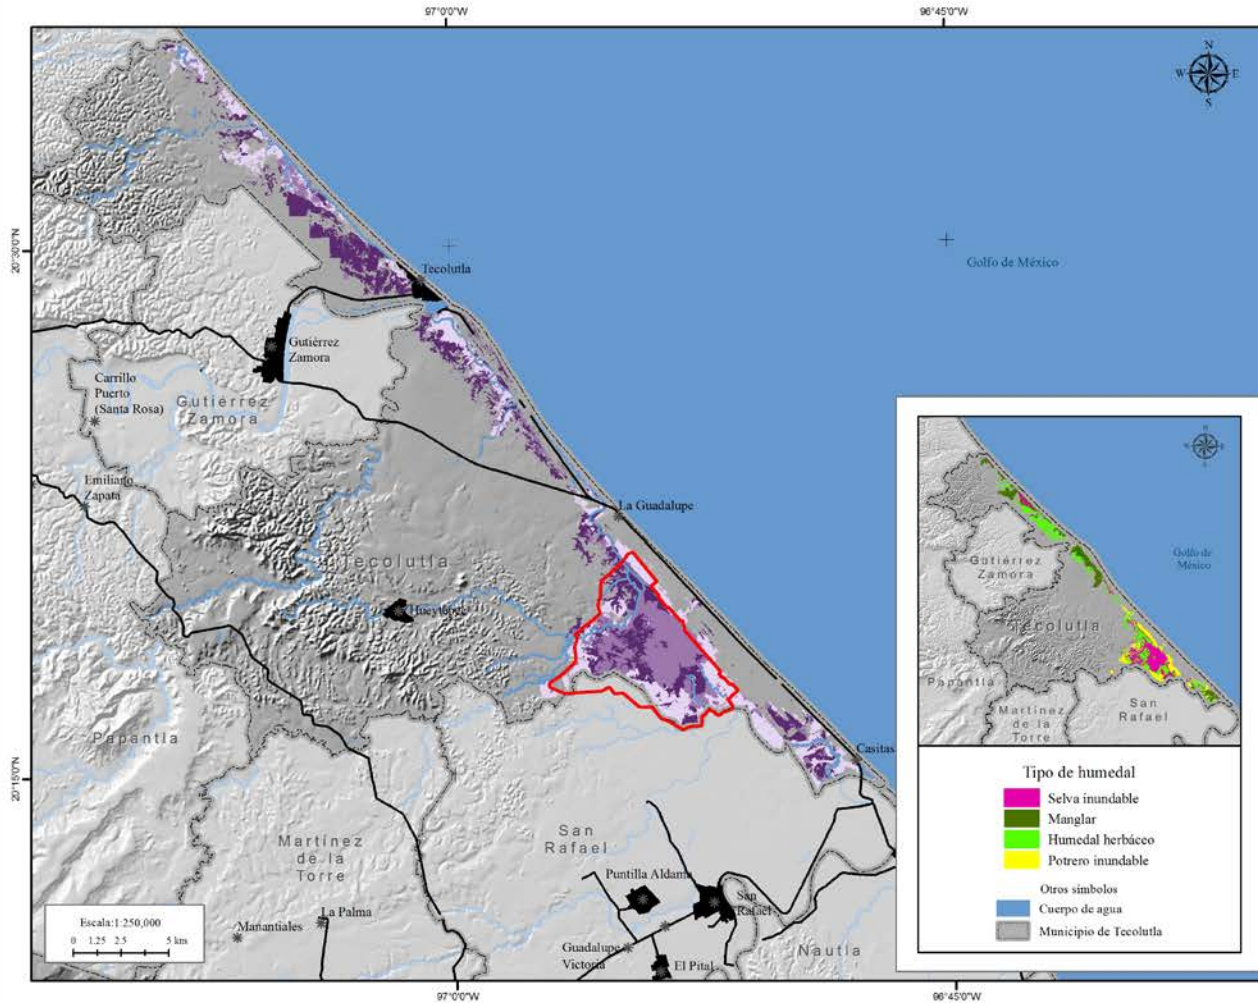 97°0'0"W
96°45'0"W
N
W
E
S
20°30'0"N
Tecolutla
Golfo de México
Gutiérrez
Zamora
Carrillo
Puerto
(Santa Rosa)
Gutiérrez
Zamora
Emiliano
Zapata
La Guadalupe
Tecolutla
Hueytepec
Papantla
20°15'0"N
Casitas
San
Rafael
Martínez
de la
Torre
Puntilla Aldama
San
Rafael
La Palma
Manantiales
Guadalupe
Victoria
El Pital
Nautla
Escala:1:250,000
0 1.25 2.5 5 km
N
W
E
S
Golfo de
México
Gutiérrez
Zamora
Tecolutla
Papantla
Martínez
de la
Torre
San
Rafael
Tipo de humedal
Selva inundable
Manglar
Humedal herbáceo
Potrero inundable
Otros símbolos
Cuerpo de agua
Municipio de Tecolutla
97°0'0"W
96°45'0"W